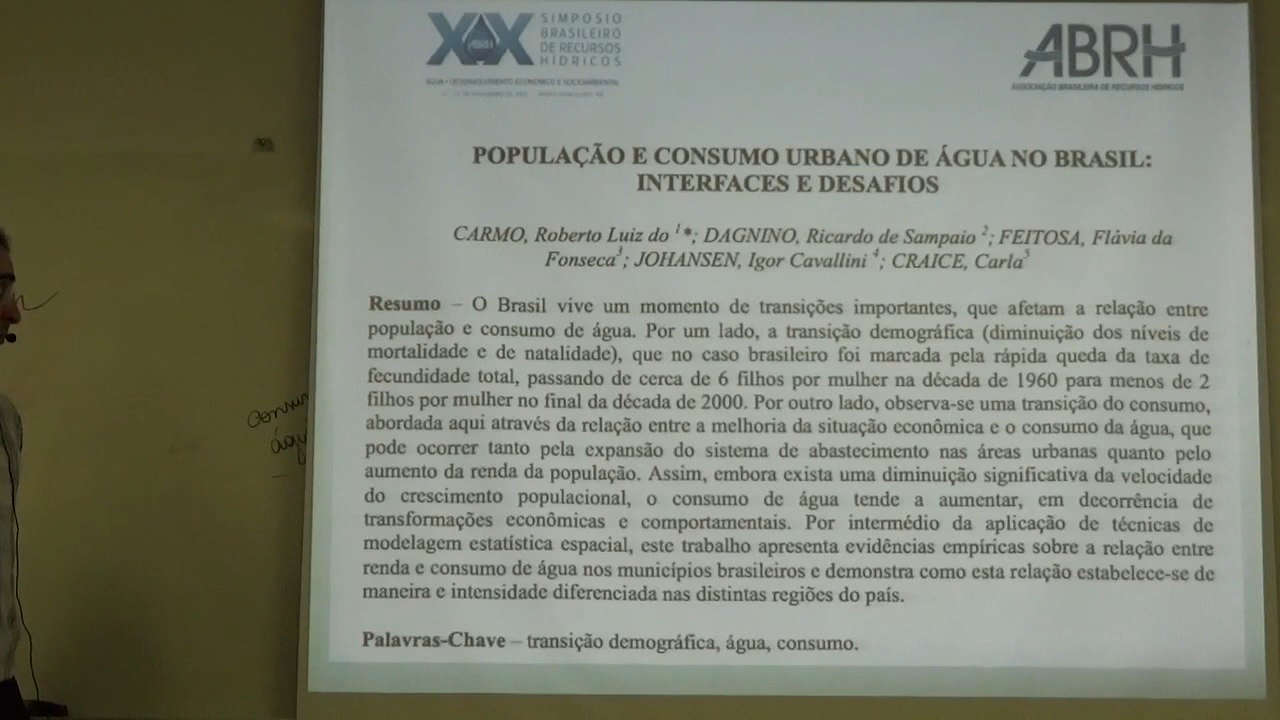 XIX SIMPÓSIO
BRASILEIRO
DE RECURSOS
HÍDRICOS
ÁGUA • DESENVOLVIMENTO ECONÔMICO E SOCIOAMBIENTAL
ABRH
ABRH
ASSOCIAÇÃO BRASILEIRA DE RECURSOS HÍDRICOS
POPULAÇÃO E CONSUMO URBANO DE ÁGUA NO BRASIL:
INTERFACES E DESAFIOS
CARMO, Roberto Luiz do 1*; DAGNINO, Ricardo de Sampaio 2; FEITOSA, Flávia da
Fonseca3; JOHANSEN, Igor Cavallini 4; CRAICE, Carla5
Resumo – O Brasil vive um momento de transições importantes, que afetam a relação entre
população e consumo de água. Por um lado, a transição demográfica (diminuição dos níveis de
mortalidade e de natalidade), que no caso brasileiro foi marcada pela rápida queda da taxa de
fecundidade total, passando de cerca de 6 filhos por mulher na década de 1960 para menos de 2
filhos por mulher no final da década de 2000. Por outro lado, observa-se uma transição do consumo,
abordada aqui através da relação entre a melhoria da situação econômica e o consumo da água, que
pode ocorrer tanto pela expansão do sistema de abastecimento nas áreas urbanas quanto pelo
aumento da renda da população. Assim, embora exista uma diminuição significativa da velocidade
do crescimento populacional, o consumo de água tende a aumentar, em decorrência de
transformações econômicas e comportamentais. Por intermédio da aplicação de técnicas de
modelagem estatística espacial, este trabalho apresenta evidências empíricas sobre a relação entre
renda e consumo de água nos municípios brasileiros e demonstra como esta relação estabelece-se de
maneira e intensidade diferenciada nas distintas regiões do país.
Palavras-Chave – transição demográfica, água, consumo.
consu
águ